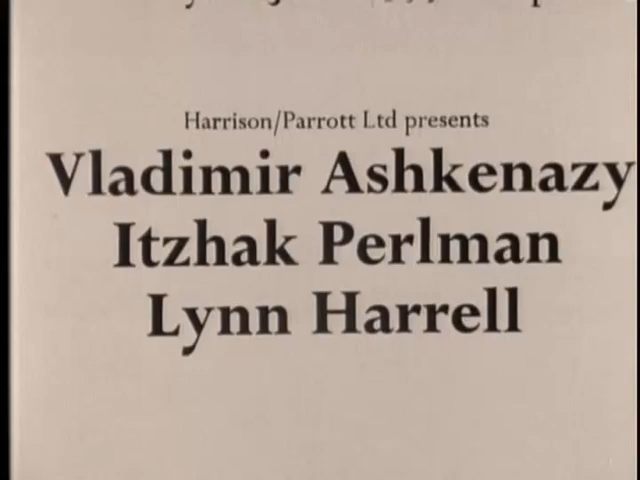 Harrison/Parrott Ltd presents
Vladimir Ashkenazy
Itzhak Perlman
Lynn Harrell